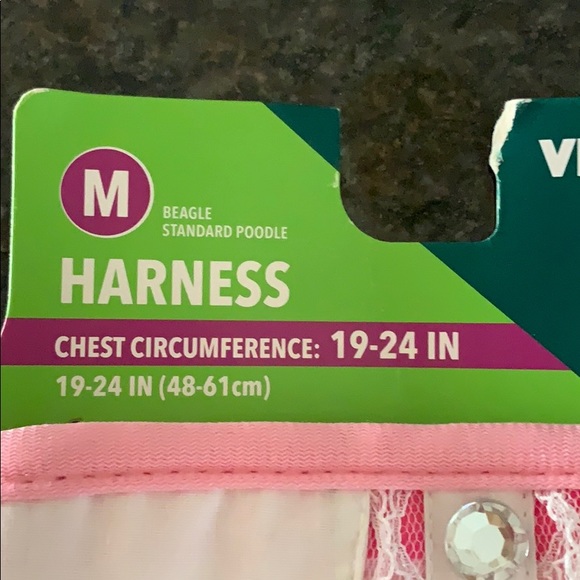 M
BEAGLE
STANDARD POODLE
HARNESS
CHEST CIRCUMFERENCE: 19-24 IN
19-24 IN (48-61cm)